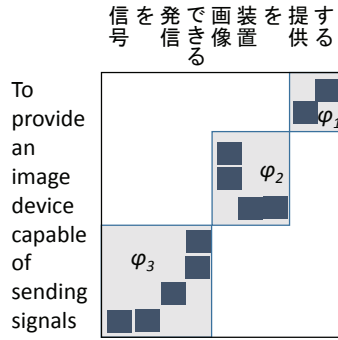 信号 を 発信 できる 画像 装置 を 提供 する
To
provide
an
image
device
capable
of
sending
signals
φ1
φ2
φ3